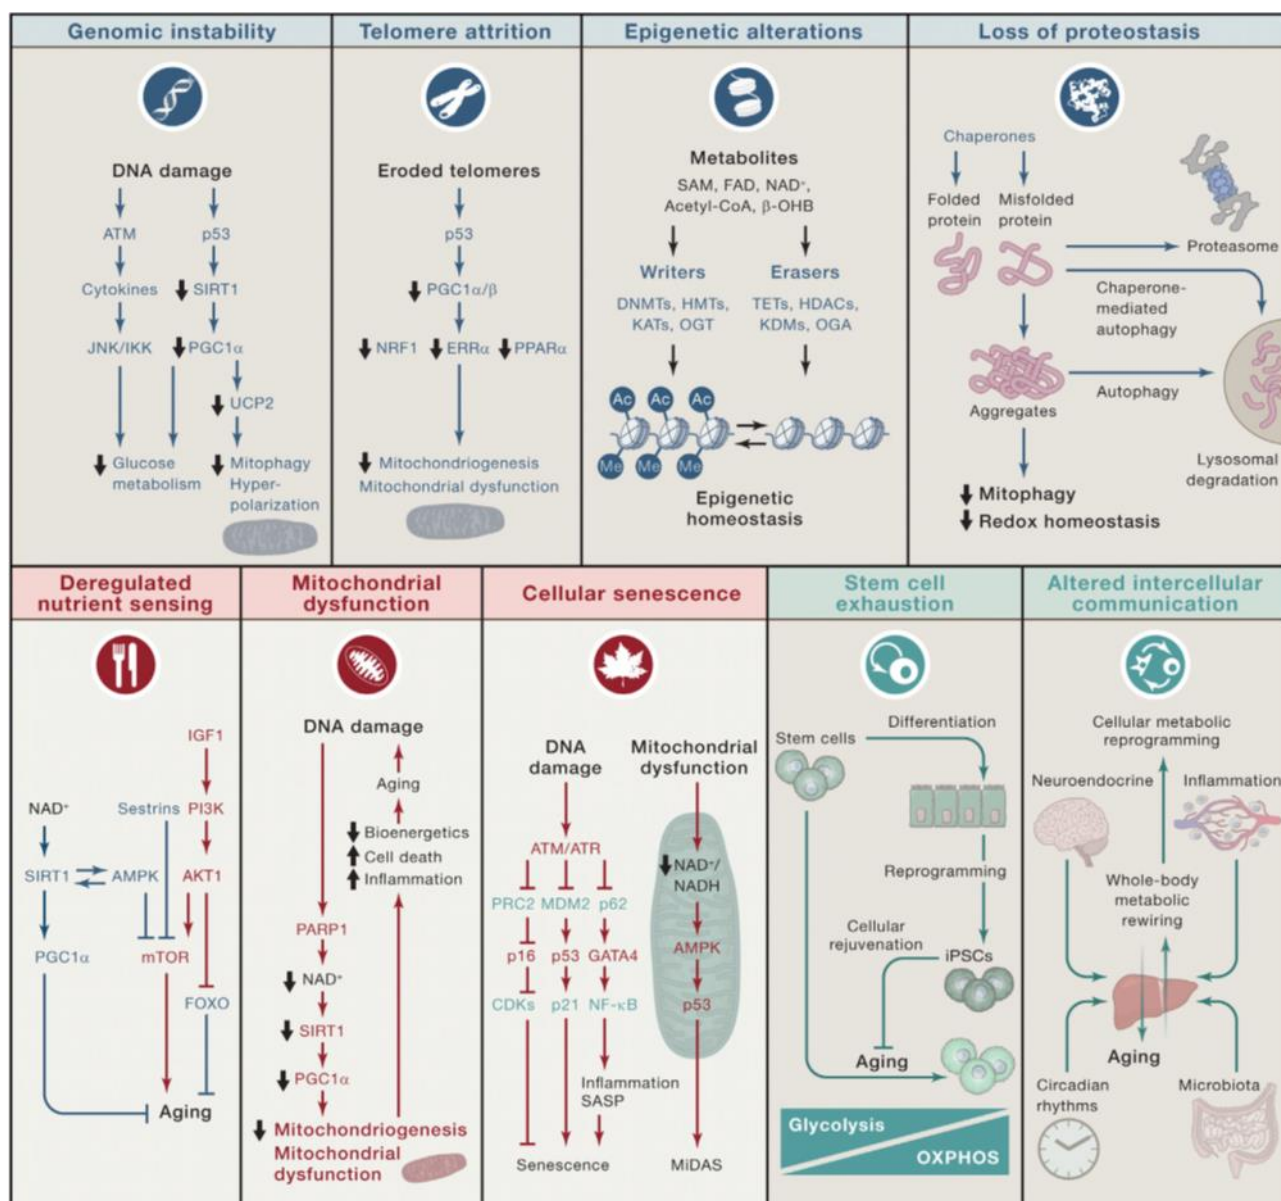 Genomic instability
DNA damage
ATM
p53
Cytokines
SIRT1
JNK/IKK
PGC1α
UCP2
Glucose
metabolism
Mitophagy
Hyper-
polarization
Telomere attrition
Eroded telomeres
p53
PGC1α/β
NRF1
ERRα
PPARα
Mitochondriogenesis
Mitochondrial dysfunction
Epigenetic alterations
Metabolites
SAM, FAD, NAD⁺,
Acetyl-CoA, β-OHB
Writers
Erasers
DNMTs, HMTs,
KATs, OGT
TETs, HDACs,
KDMs, OGA
Ac
Ac
Ac
Me
Me
Me
Epigenetic
homeostasis
Loss of proteostasis
Chaperones
Folded
protein
Misfolded
protein
Proteasome
Chaperone-
mediated
autophagy
Autophagy
Aggregates
Lysosomal
degradation
Mitophagy
Redox homeostasis
Deregulated
nutrient sensing
IGF1
NAD⁺
Sestrins
PI3K
SIRT1
AMPK
AKT1
PGC1α
mTOR
FOXO
Aging
Mitochondrial
dysfunction
DNA damage
Aging
Bioenergetics
Cell death
Inflammation
PARP1
NAD⁺
SIRT1
PGC1α
Mitochondriogenesis
Mitochondrial
dysfunction
Cellular senescence
DNA
damage
Mitochondrial
dysfunction
ATM/ATR
NAD⁺/
NADH
PRC2
MDM2
p62
AMPK
p16
p53
GATA4
CDKs
p21
NF-κB
p53
Inflammation
SASP
Senescence
MiDAS
Stem cell
exhaustion
Differentiation
Stem cells
Reprogramming
Cellular
rejuvenation
iPSCs
Aging
Glycolysis
OXPHOS
Altered intercellular
communication
Cellular metabolic
reprogramming
Neuroendocrine
Inflammation
Whole-body
metabolic
rewiring
Aging
Circadian
rhythms
Microbiota